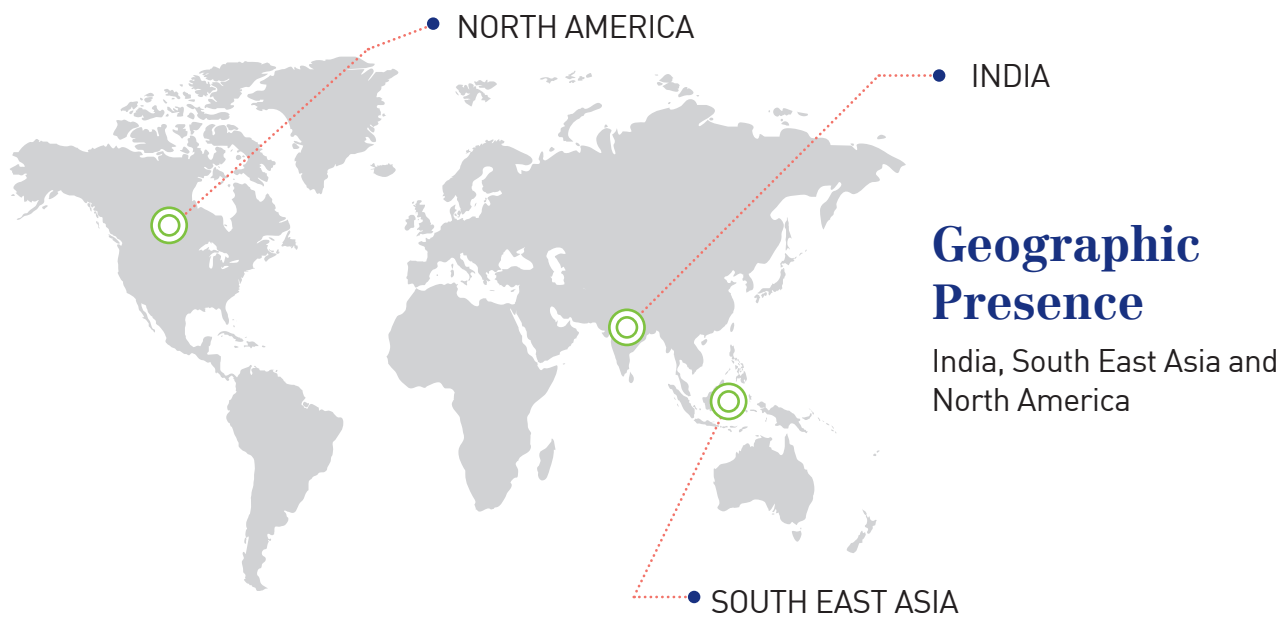 NORTH AMERICA
INDIA
Geographic
Presence
India, South East Asia and
North America
SOUTH EAST ASIA